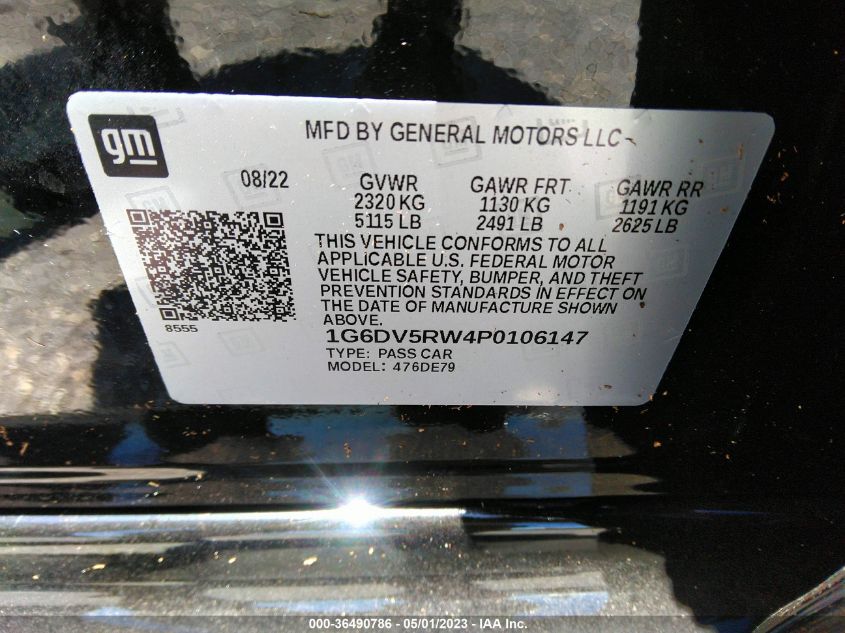 gm
MFD BY GENERAL MOTORS LLC
08/22
GVWR
2320 KG
5115 LB
GAWR FRT
1130 KG
2491 LB
GAWR RR
1191 KG
2625 LB
THIS VEHICLE CONFORMS TO ALL
APPLICABLE U.S. FEDERAL MOTOR
VEHICLE SAFETY, BUMPER, AND THEFT
PREVENTION STANDARDS IN EFFECT ON
THE DATE OF MANUFACTURE SHOWN
ABOVE.
8555
1G6DV5RW4P0106147
TYPE: PASS CAR
MODEL: 476DE79
000-36490786 - 05/01/2023 - IAA Inc.